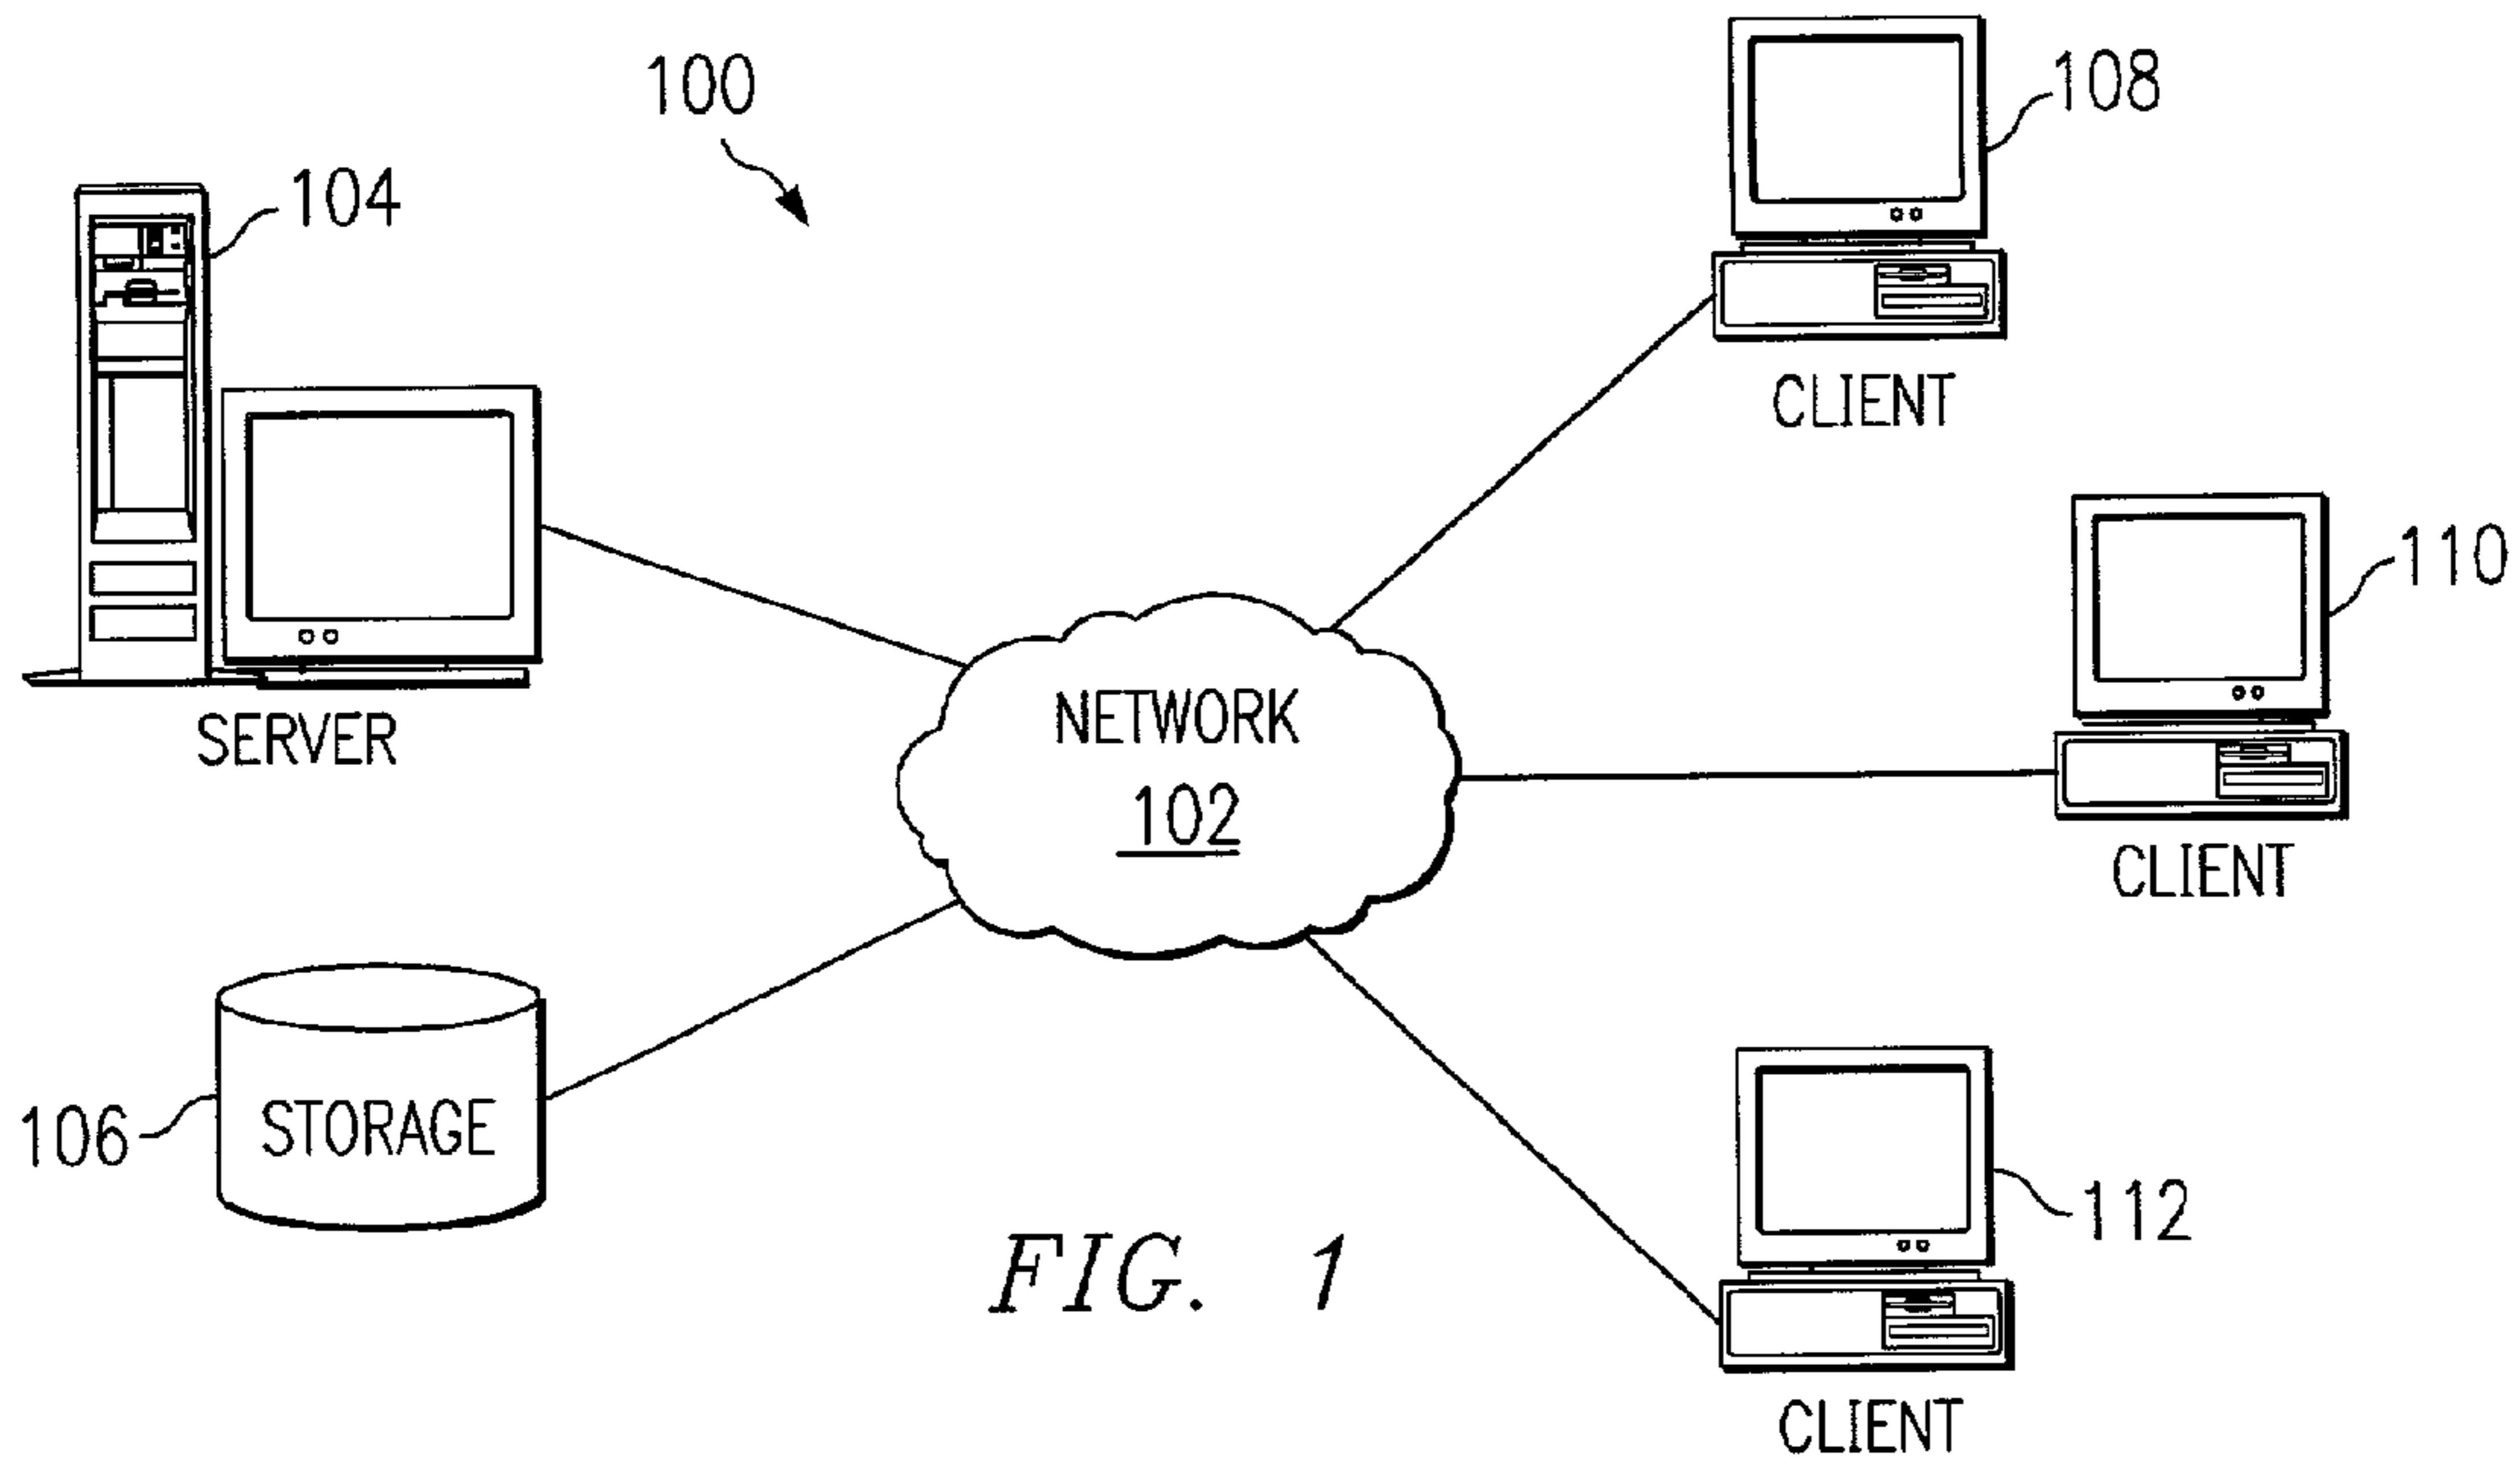 100
108
104
CLIENT
110
SERVER
NETWORK
102
CLIENT
106
STORAGE
112
FIG. 1
CLIENT